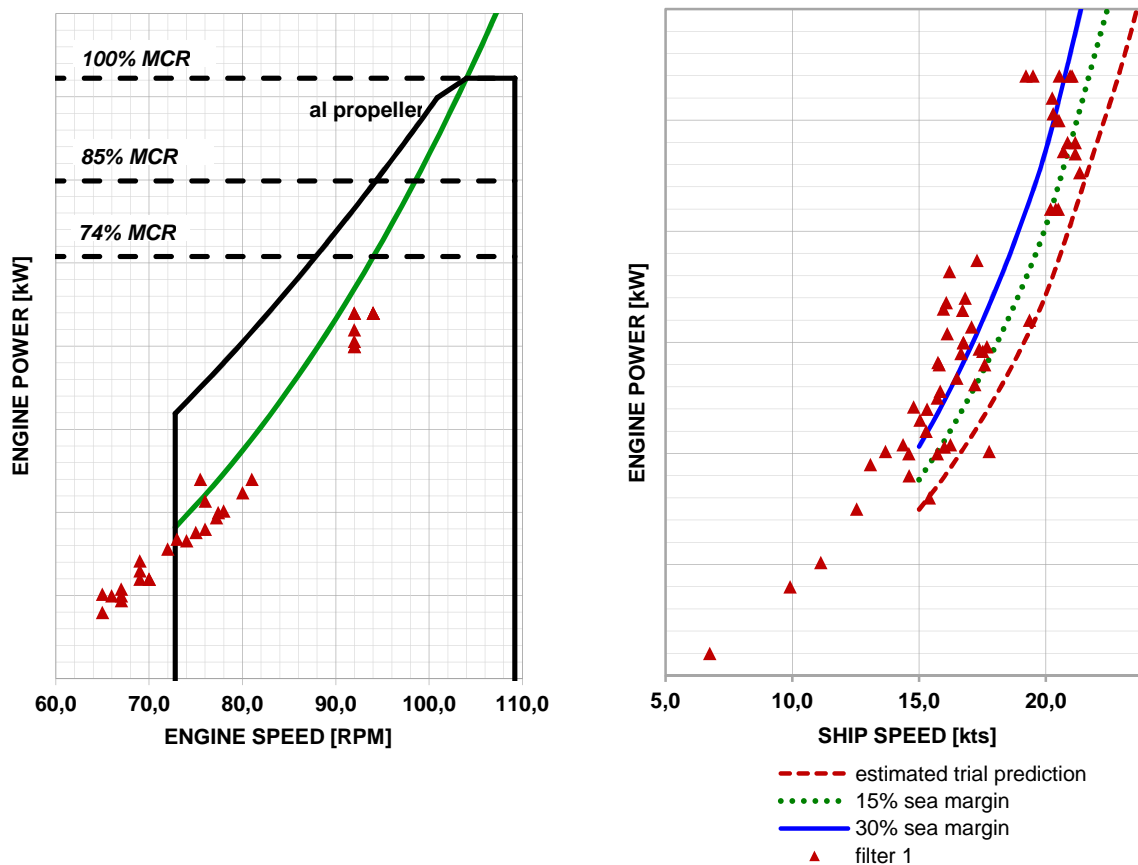 100% MCR
al propeller
85% MCR
74% MCR
ENGINE POWER [kW]
60,0 70,0 80,0 90,0 100,0 110,0
ENGINE SPEED [RPM]
ENGINE POWER [kW]
5,0 10,0 15,0 20,0
SHIP SPEED [kts]
estimated trial prediction
15% sea margin
30% sea margin
filter 1